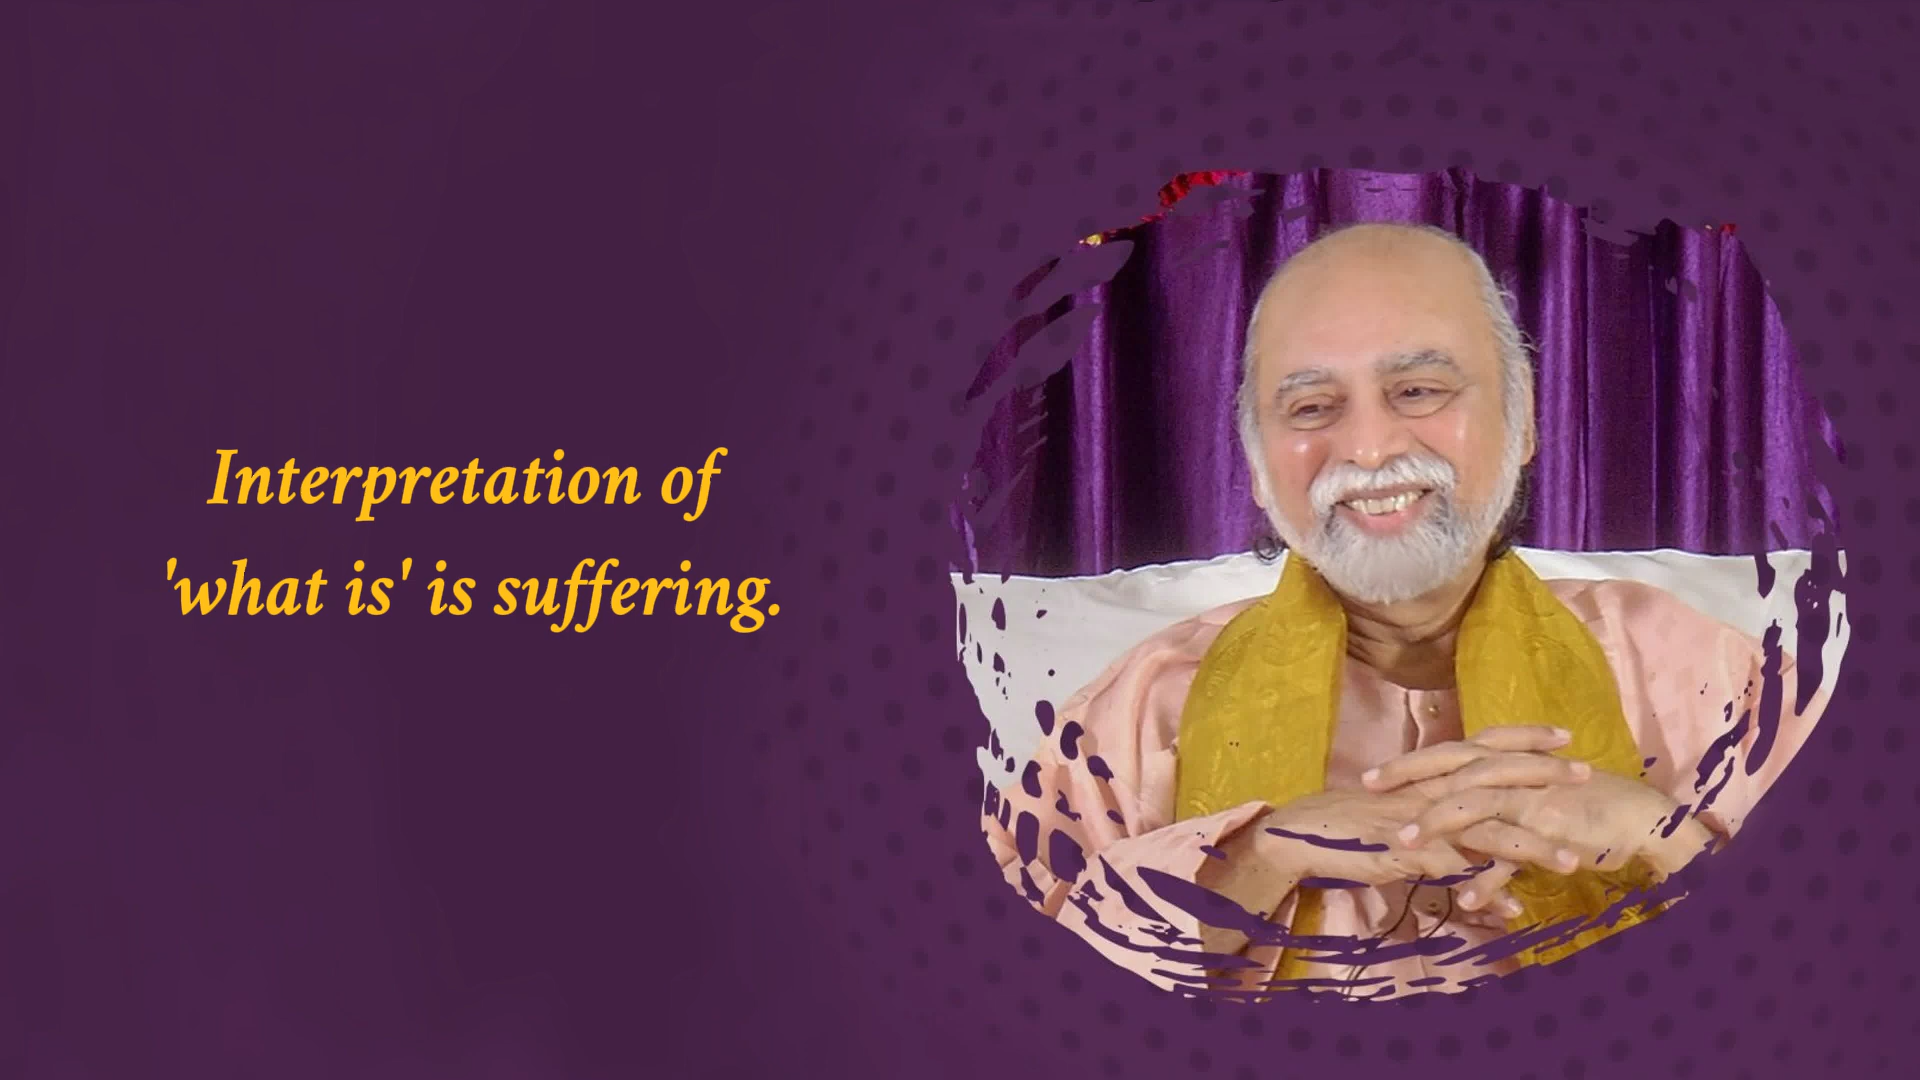 Interpretation of
'what is' is suffering.